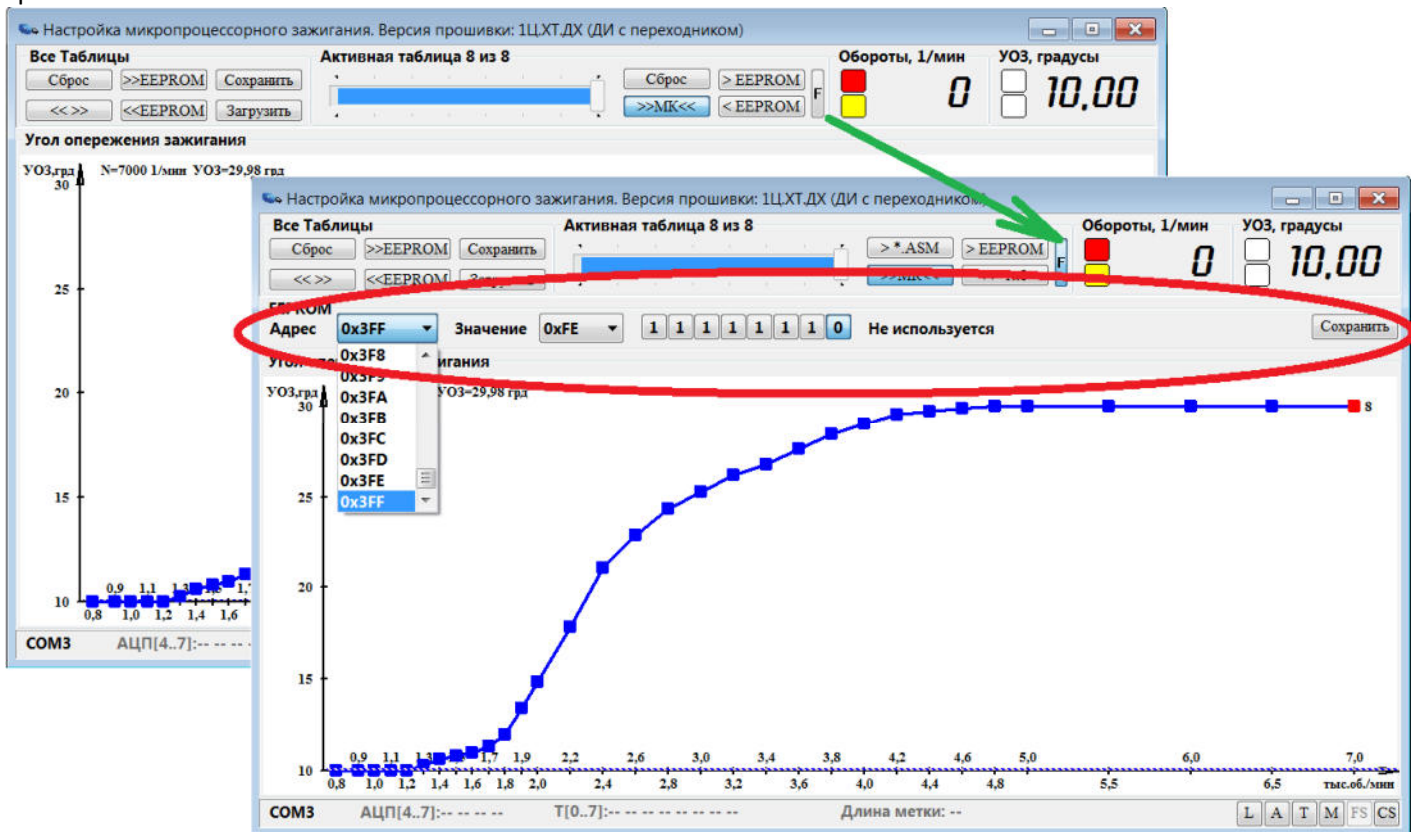 Настройка микропроцессорного зажигания. Версия прошивки: 1Ц.ХТ.ДХ (ДИ с переходником)
Все Таблицы
Активная таблица 8 из 8
Обороты, 1/мин
УОЗ, градусы
Сброс >>EEPROM Сохранить
Сброс > EEPROM
<< >> <<EEPROM Загрузить
>>МК<< < EEPROM
F
0
10,00
Угол опережения зажигания
УОЗ,грд
N=7000 1/мин УОЗ=29,98 грд
30
25
20
15
10
0,9 1,1 1,3
0,8 1,0 1,2 1,4 1,6
COM3 АЦП[4..7]:-- -- --
Настройка микропроцессорного зажигания. Версия прошивки: 1Ц.ХТ.ДХ (ДИ с переходником)
Все Таблицы
Активная таблица 8 из 8
Обороты, 1/мин
УОЗ, градусы
Сброс >>EEPROM Сохранить
> *.ASM > EEPROM
<< >> <<EEPROM
>>МК<<
F
0
10,00
EEPROM
Адрес 0x3FF Значение 0xFE 1 1 1 1 1 1 1 0 Не используется Сохранить
0x3F8
0x3F9
0x3FA
0x3FB
0x3FC
0x3FD
0x3FE
0x3FF
игания
УОЗ,грд
УОЗ=29,98 грд
30
8
25
20
15
10
0,9 1,1 1,3 1,7 1,9 2,2 2,6 3,0 3,4 3,8 4,2 4,6 5,0 6,0 7,0
0,8 1,0 1,2 1,4 1,6 1,8 2,0 2,4 2,8 3,2 3,6 4,0 4,4 4,8 5,5 6,5 тыс.об./мин
COM3 АЦП[4..7]:-- -- -- -- T[0..7]:-- -- -- -- -- -- -- -- Длина метки: -- L A T M FS CS